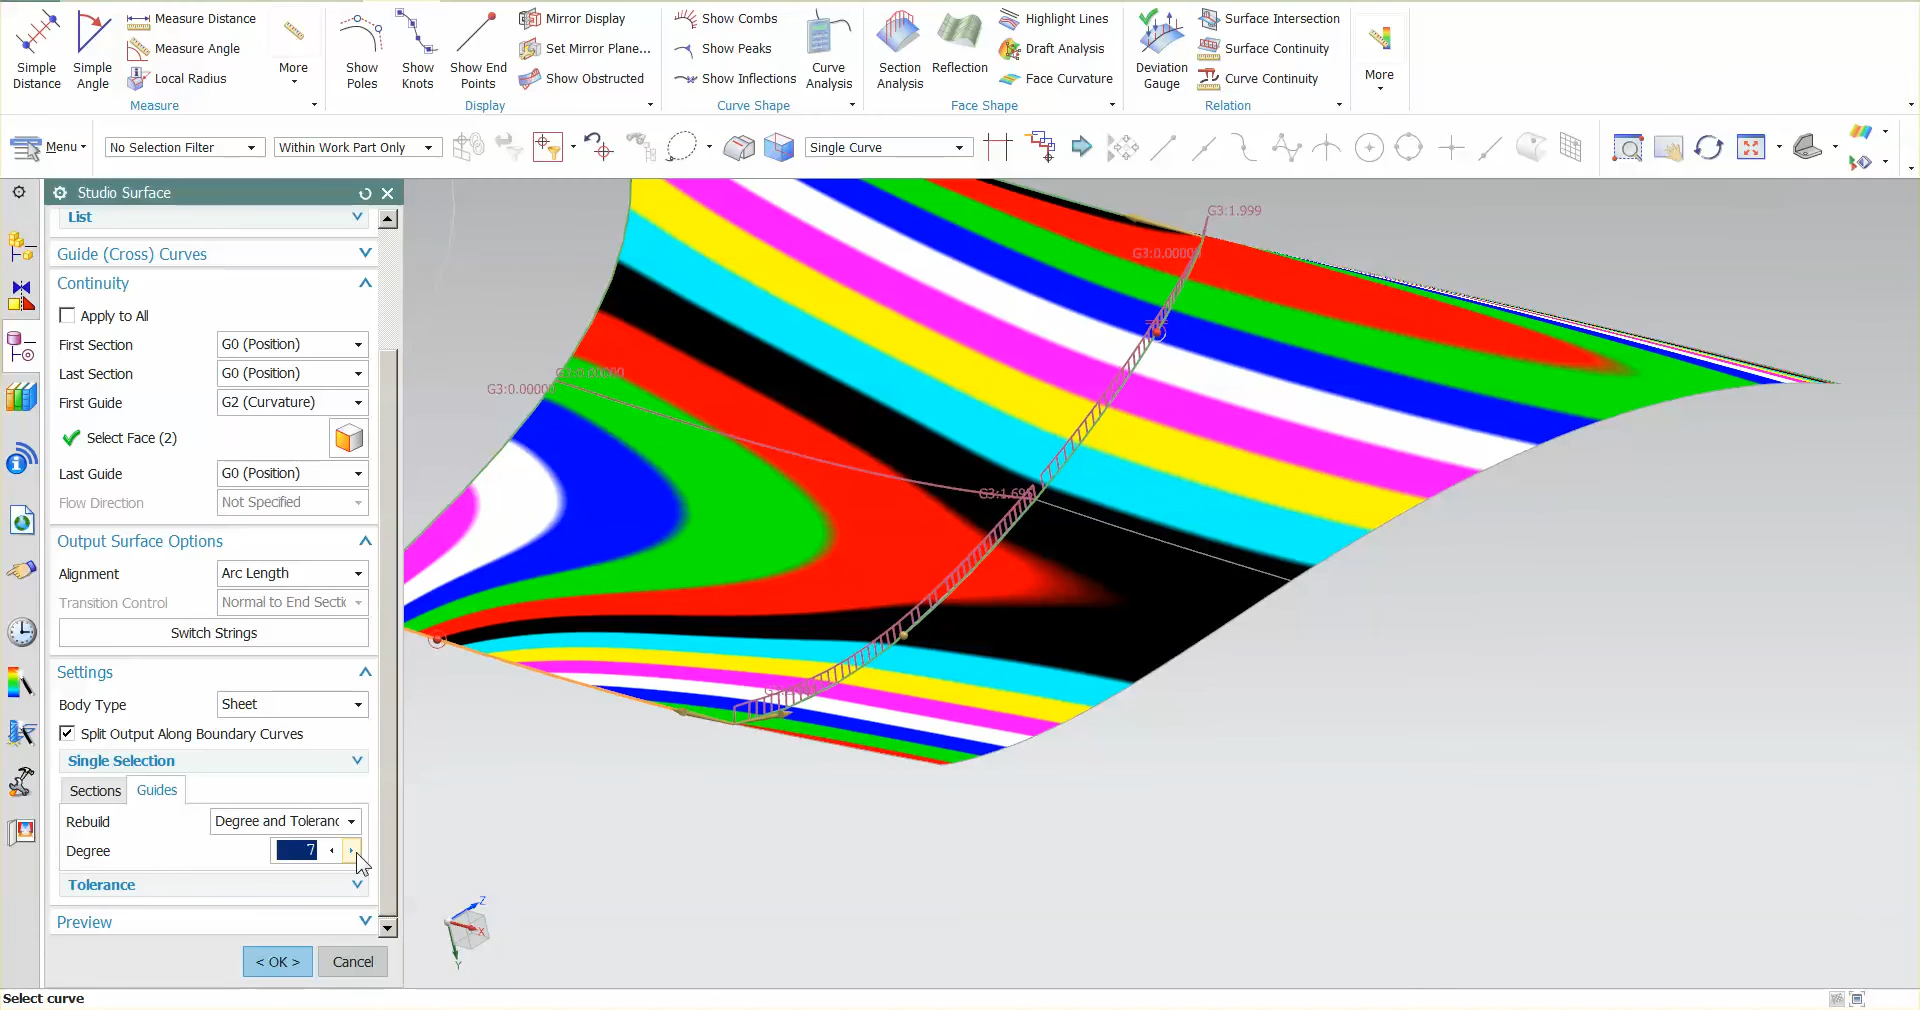 Simple Distance
Simple Angle
Measure Distance
Measure Angle
Local Radius
More
Measure
Show Poles
Show Knots
Show End Points
Mirror Display
Set Mirror Plane...
Show Obstructed
Display
Show Combs
Show Peaks
Show Inflections
Curve Analysis
Curve Shape
Section Analysis
Reflection
Highlight Lines
Draft Analysis
Face Curvature
Face Shape
Deviation Gauge
Surface Intersection
Surface Continuity
Curve Continuity
Relation
More
Menu
No Selection Filter
Within Work Part Only
Single Curve
Studio Surface
List
Guide (Cross) Curves
Continuity
Apply to All
First Section
G0 (Position)
Last Section
G0 (Position)
First Guide
G2 (Curvature)
Select Face (2)
Last Guide
G0 (Position)
Flow Direction
Not Specified
Output Surface Options
Alignment
Arc Length
Transition Control
Normal to End Secti
Switch Strings
Settings
Body Type
Sheet
Split Output Along Boundary Curves
Single Selection
Sections
Guides
Rebuild
Degree and Toleranc
Degree
7
Tolerance
Preview
< OK >
Cancel
Select curve
G3:1.999
G3:0.0000
G3:0.00000
G3:0.0000
Z
X
Y